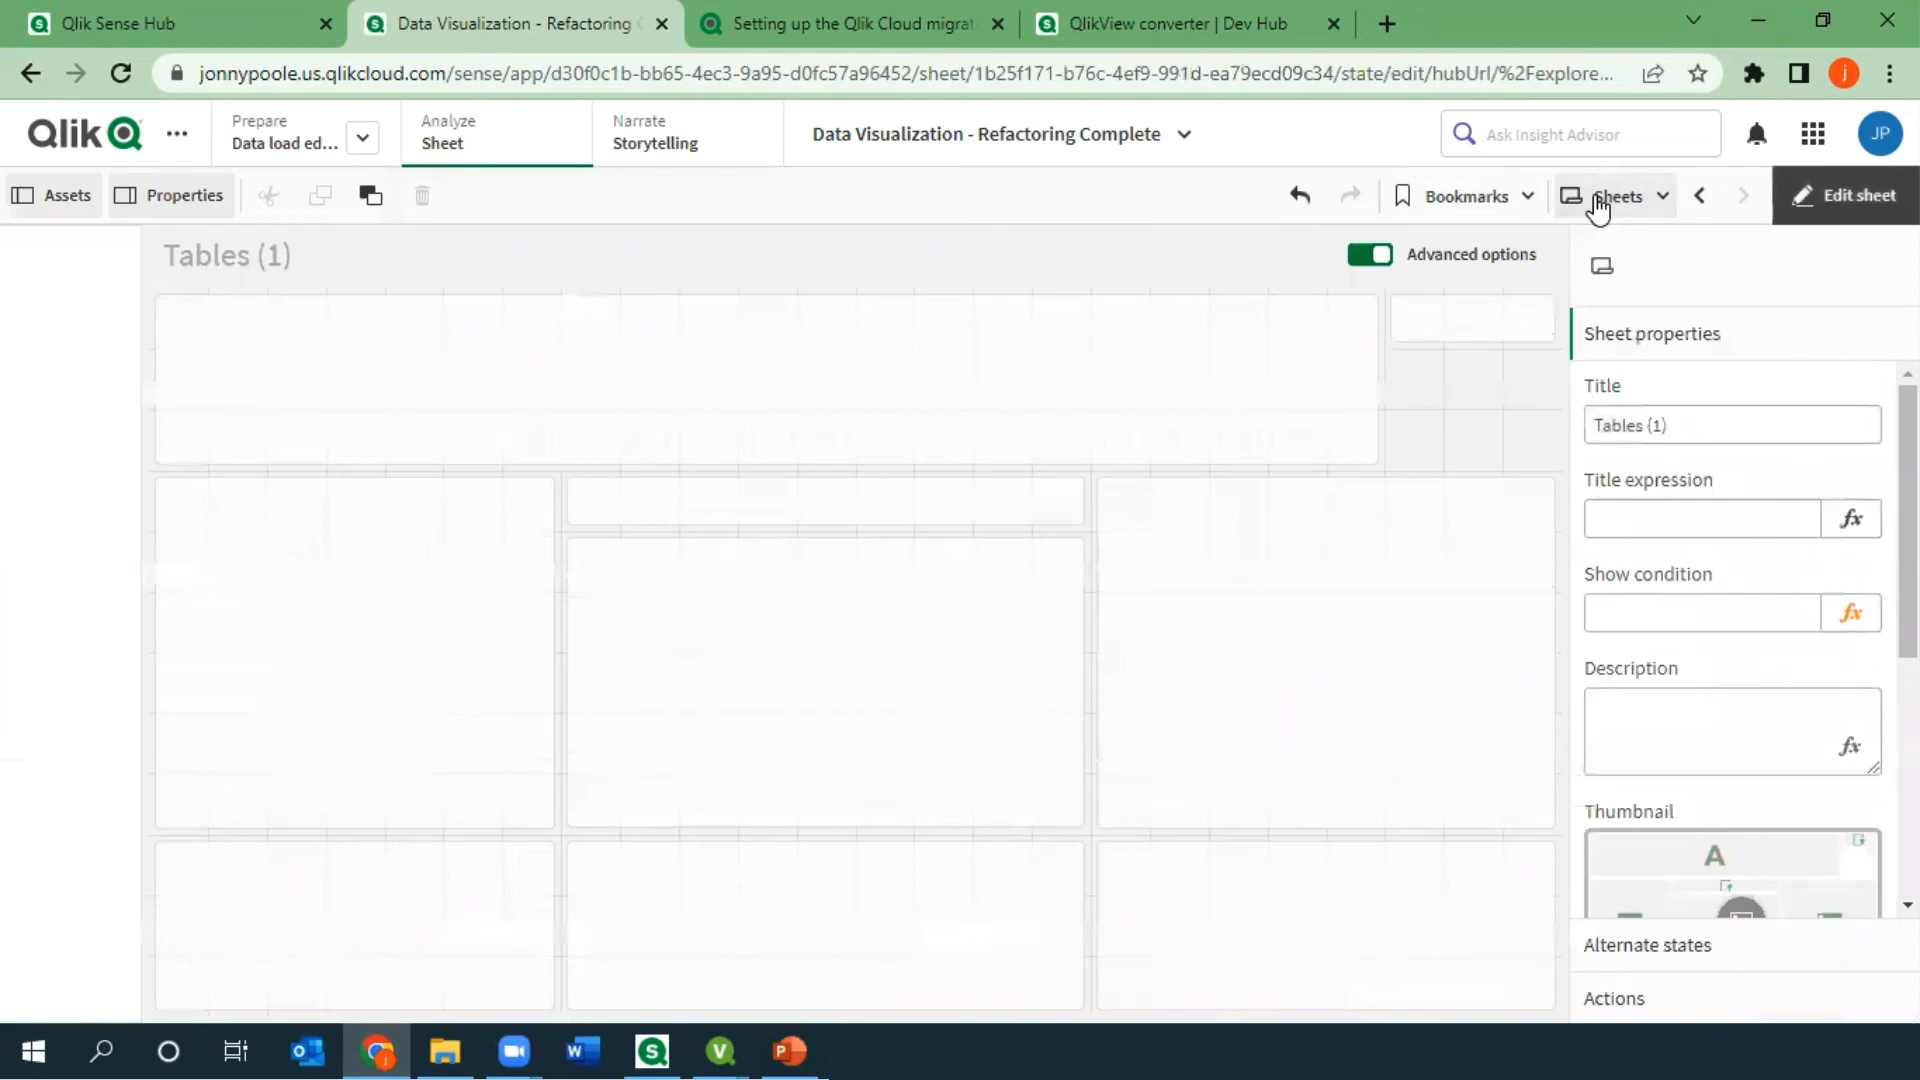 Qlik Sense Hub
Data Visualization - Refactoring
Setting up the Qlik Cloud migrat
QlikView converter | Dev Hub
jonnypoole.us.qlikcloud.com/sense/app/d30f0c1b-bb65-4ec3-9a95-d0fc57a96452/sheet/1b25f171-b76c-4ef9-991d-ea79ecd09c34/state/edit/hubUrl/%2Fexplore...
j
Qlik
Prepare
Data load ed...
Analyze
Sheet
Narrate
Storytelling
Data Visualization - Refactoring Complete
Ask Insight Advisor
JP
Assets
Properties
Bookmarks
Sheets
Edit sheet
Tables (1)
Advanced options
Sheet properties
Title
Tables (1)
Title expression
fx
Show condition
fx
Description
fx
Thumbnail
A
Alternate states
Actions